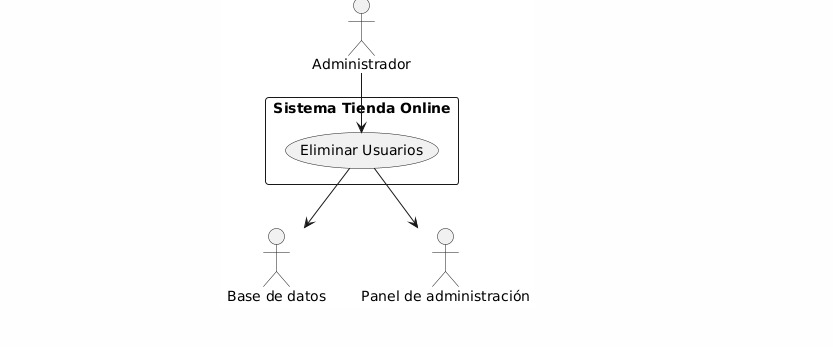 Administrador
Sistema Tienda Online
Eliminar Usuarios
Base de datos
Panel de administración